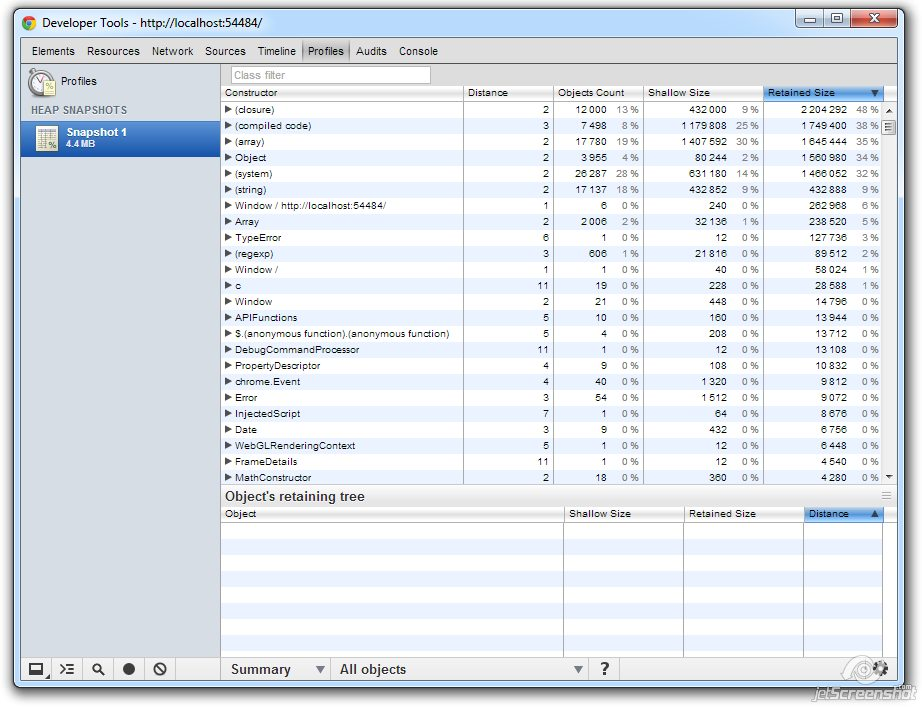 Developer Tools - http://localhost:54484/
Elements Resources Network Sources Timeline Profiles Audits Console
Profiles
HEAP SNAPSHOTS
Snapshot 1
4.4 MB
Class filter
Constructor Distance Objects Count Shallow Size Retained Size ▼
(closure) 2 12 000 13 % 432 000 9 % 2 204 292 48 %
(compiled code) 3 7 498 8 % 1 179 808 25 % 1 749 400 38 %
(array) 2 17 780 19 % 1 407 592 30 % 1 645 444 35 %
Object 2 3 955 4 % 80 244 2 % 1 560 980 34 %
(system) 2 26 287 28 % 631 180 14 % 1 466 052 32 %
(string) 2 17 137 18 % 432 852 9 % 432 888 9 %
Window / http://localhost:54484/ 1 6 0 % 240 0 % 262 968 6 %
Array 2 2 006 2 % 32 136 1 % 238 520 5 %
TypeError 6 1 0 % 12 0 % 127 736 3 %
(regexp) 3 606 1 % 21 816 0 % 89 512 2 %
Window / 1 1 0 % 40 0 % 58 024 1 %
c 11 19 0 % 228 0 % 28 588 1 %
Window 2 21 0 % 448 0 % 14 796 0 %
APIFunctions 5 10 0 % 160 0 % 13 944 0 %
$.(anonymous function).(anonymous function) 5 4 0 % 208 0 % 13 712 0 %
DebugCommandProcessor 11 1 0 % 12 0 % 13 108 0 %
PropertyDescriptor 4 9 0 % 108 0 % 10 832 0 %
chrome.Event 4 40 0 % 1 320 0 % 9 812 0 %
Error 3 54 0 % 1 512 0 % 9 072 0 %
InjectedScript 7 1 0 % 64 0 % 8 676 0 %
Date 3 9 0 % 432 0 % 6 756 0 %
WebGLRenderingContext 5 1 0 % 12 0 % 6 448 0 %
FrameDetails 11 1 0 % 12 0 % 4 540 0 %
MathConstructor 2 18 0 % 360 0 % 4 280 0 %
Object's retaining tree
Object Shallow Size Retained Size Distance ▲
Summary ▼ All objects ▼ ?
jetScreenshot.com